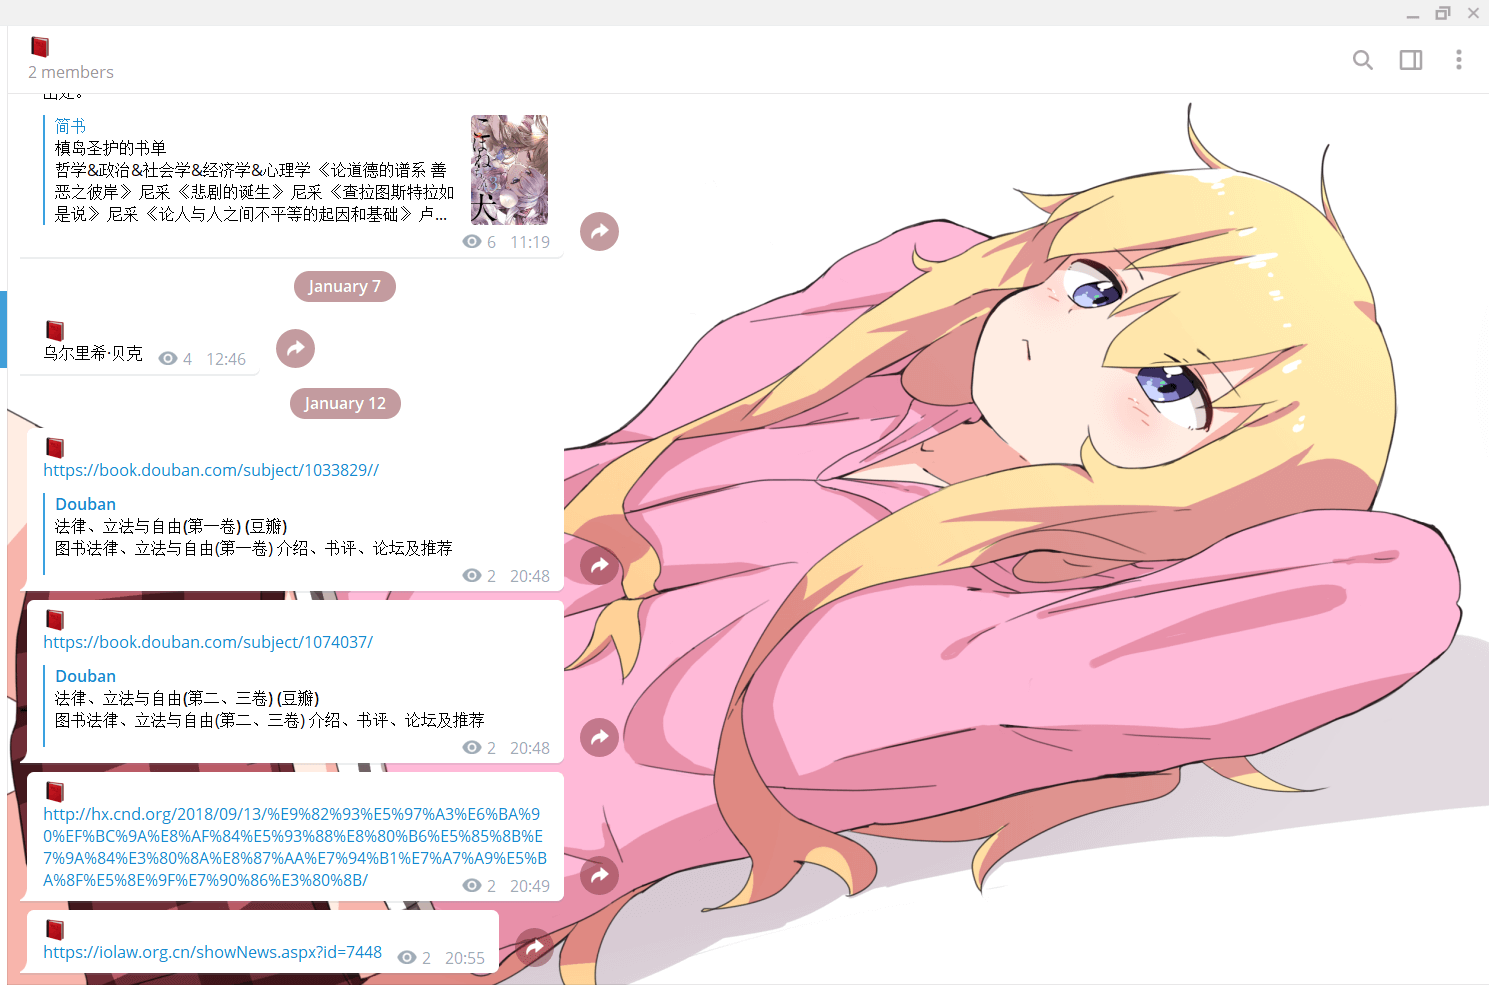 2 members
出处。
简书
槙岛圣护的书单
哲学&政治&社会学&经济学&心理学 《论道德的谱系 善
恶之彼岸》 尼采 《悲剧的诞生》 尼采 《查拉图斯特拉如
是说》 尼采 《论人与人之间不平等的起因和基础》 卢...
犬
6 11:19
January 7
乌尔里希·贝克
4 12:46
January 12
https://book.douban.com/subject/1033829//
Douban
法律、立法与自由(第一卷) (豆瓣)
图书法律、立法与自由(第一卷) 介绍、书评、论坛及推荐
2 20:48
https://book.douban.com/subject/1074037/
Douban
法律、立法与自由(第二、三卷) (豆瓣)
图书法律、立法与自由(第二、三卷) 介绍、书评、论坛及推荐
2 20:48
http://hx.cnd.org/2018/09/13/%E9%82%93%E5%97%A3%E6%BA%9
0%EF%BC%9A%E8%AF%84%E5%93%88%E8%80%B6%E5%85%8B%E
7%9A%84%E3%80%8A%E8%87%AA%E7%94%B1%E7%A7%A9%E5%B
A%8F%E5%8E%9F%E7%90%86%E3%80%8B/
2 20:49
https://iolaw.org.cn/showNews.aspx?id=7448
2 20:55